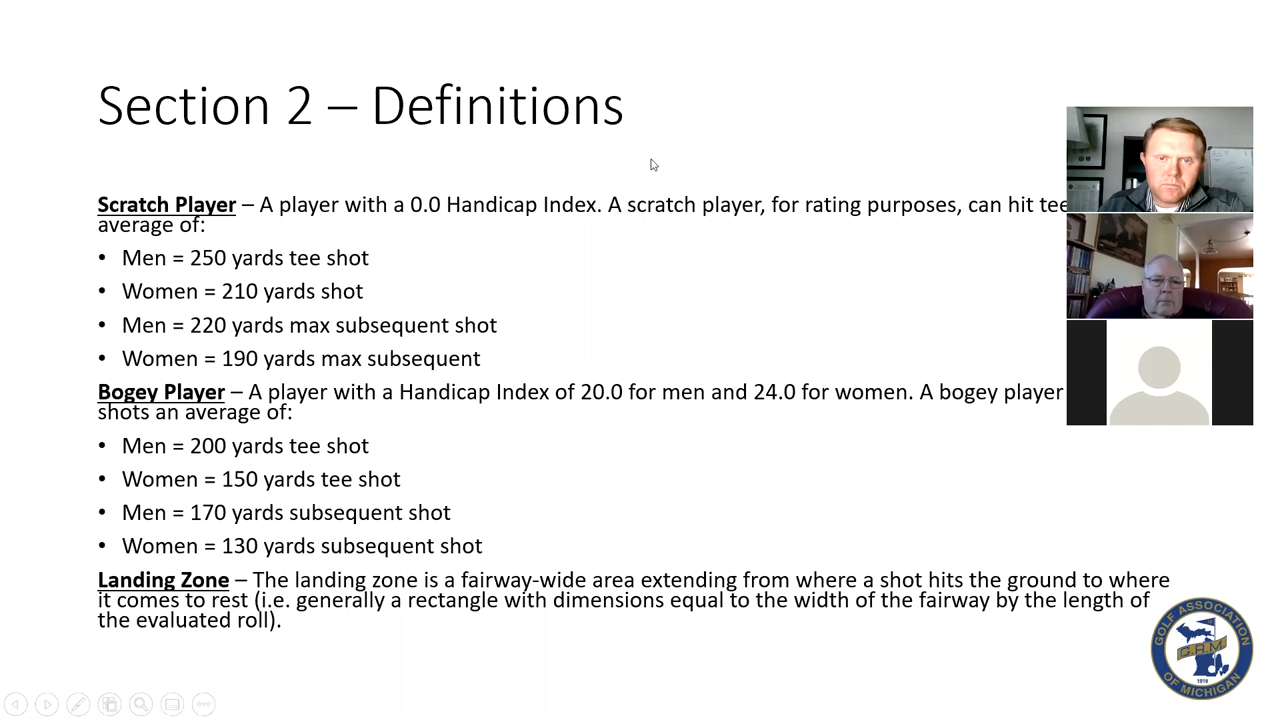 Section 2 – Definitions
Scratch Player – A player with a 0.0 Handicap Index. A scratch player, for rating purposes, can hit tee
average of:
• Men = 250 yards tee shot
• Women = 210 yards shot
• Men = 220 yards max subsequent shot
• Women = 190 yards max subsequent
Bogey Player – A player with a Handicap Index of 20.0 for men and 24.0 for women. A bogey player
shots an average of:
• Men = 200 yards tee shot
• Women = 150 yards tee shot
• Men = 170 yards subsequent shot
• Women = 130 yards subsequent shot
Landing Zone – The landing zone is a fairway-wide area extending from where a shot hits the ground to where
it comes to rest (i.e. generally a rectangle with dimensions equal to the width of the fairway by the length of
the evaluated roll).
GOLF ASSOCIATION
G.A.M.
1919
OF MICHIGAN